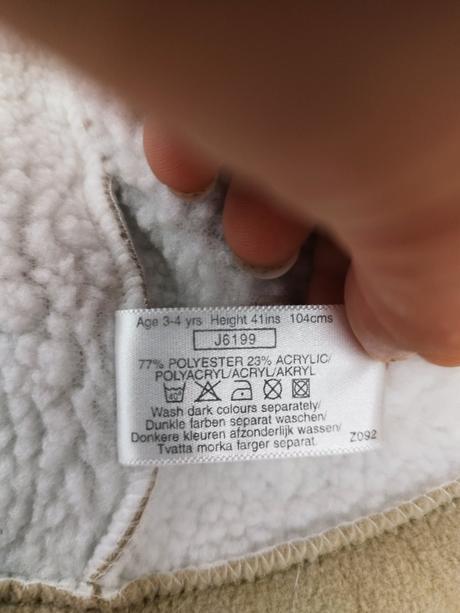 Age 3-4 yrs Height 41ins 104cms
J6199
77% POLYESTER 23% ACRYLIC/
POLYACRYL/ACRYL/AKRYL
40°
Wash dark colours separately/
Dunkle farben separat waschen/
Donkere kleuren afzonderlijk wassen/
Tvatta morka farger separat.
Z092